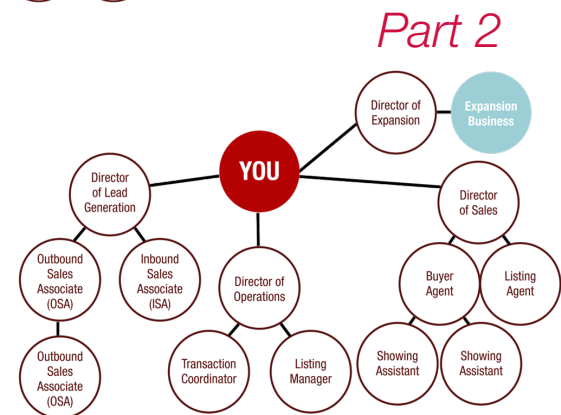 Part 2
Director of
Expansion
Expansion
Business
YOU
Director
of Lead
Generation
Director
of Sales
Outbound
Sales
Associate
(OSA)
Inbound
Sales
Associate
(ISA)
Director of
Operations
Buyer
Agent
Listing
Agent
Outbound
Sales
Associate
(OSA)
Transaction
Coordinator
Listing
Manager
Showing
Assistant
Showing
Assistant